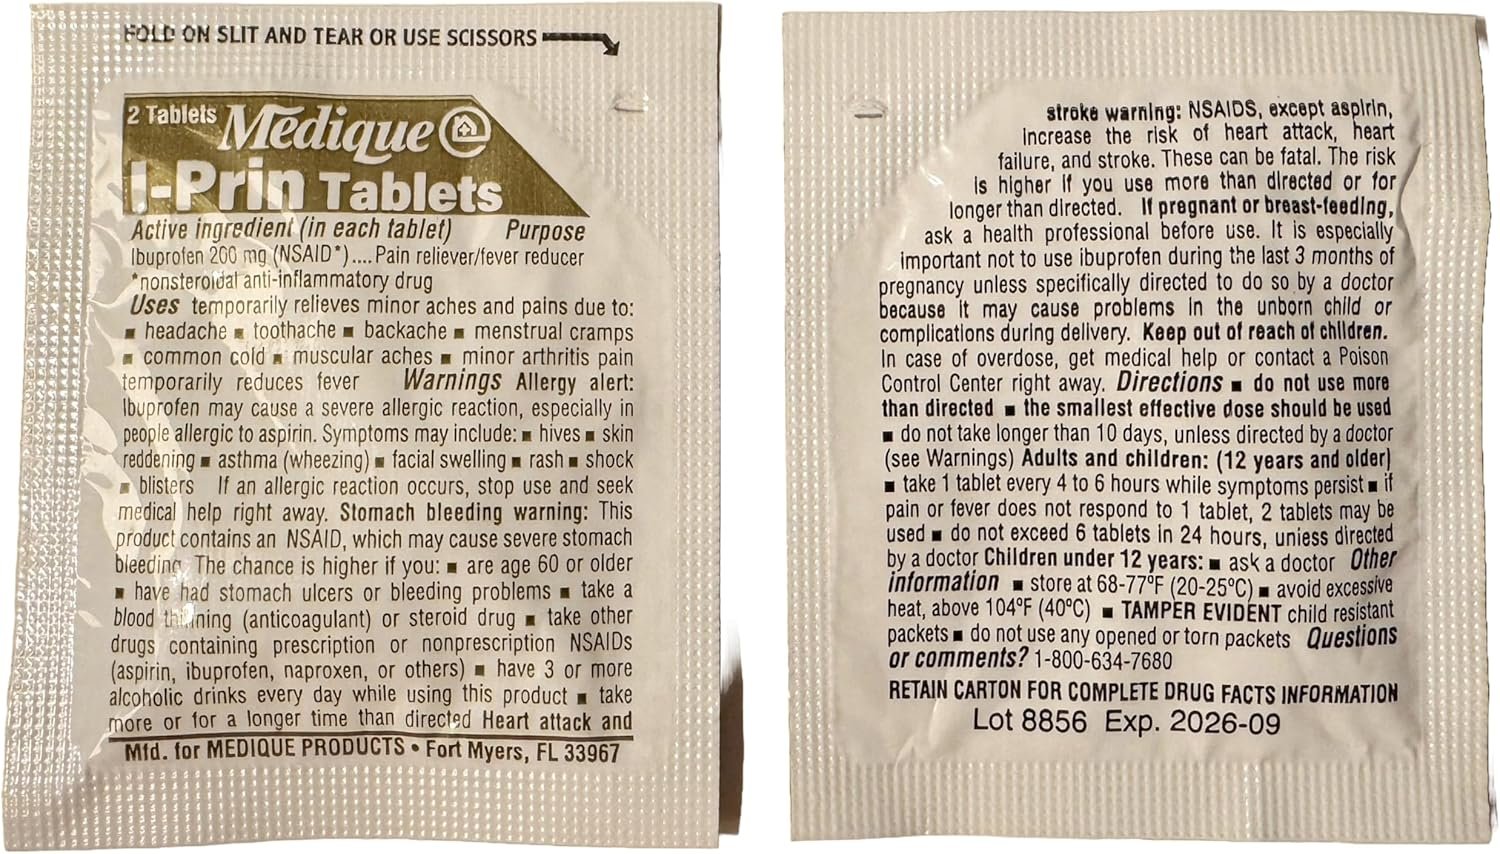 FOLD ON SLIT AND TEAR OR USE SCISSORS
2 Tablets Medique
I-Prin Tablets
Active ingredient (in each tablet) Purpose
Ibuprofen 200 mg (NSAID*)....Pain reliever/fever reducer
*nonsteroidal anti-inflammatory drug
Uses temporarily relieves minor aches and pains due to:
■ headache ■ toothache ■ backache ■ menstrual cramps
■ common cold ■ muscular aches ■ minor arthritis pain
temporarily reduces fever Warnings Allergy alert:
Ibuprofen may cause a severe allergic reaction, especially in
people allergic to aspirin. Symptoms may include: ■ hives ■ skin
reddening ■ asthma (wheezing) ■ facial swelling ■ rash ■ shock
■ blisters If an allergic reaction occurs, stop use and seek
medical help right away. Stomach bleeding warning: This
product contains an NSAID, which may cause severe stomach
bleeding. The chance is higher if you: ■ are age 60 or older
■ have had stomach ulcers or bleeding problems ■ take a
blood thinning (anticoagulant) or steroid drug ■ take other
drugs containing prescription or nonprescription NSAIDs
(aspirin, ibuprofen, naproxen, or others) ■ have 3 or more
alcoholic drinks every day while using this product ■ take
more or for a longer time than directed Heart attack and
Mfd. for MEDIQUE PRODUCTS • Fort Myers, FL 33967
stroke warning: NSAIDS, except aspirin,
increase the risk of heart attack, heart
failure, and stroke. These can be fatal. The risk
is higher if you use more than directed or for
longer than directed. If pregnant or breast-feeding,
ask a health professional before use. It is especially
important not to use ibuprofen during the last 3 months of
pregnancy unless specifically directed to do so by a doctor
because it may cause problems in the unborn child or
complications during delivery. Keep out of reach of children.
In case of overdose, get medical help or contact a Poison
Control Center right away. Directions ■ do not use more
than directed ■ the smallest effective dose should be used
■ do not take longer than 10 days, unless directed by a doctor
(see Warnings) Adults and children: (12 years and older)
■ take 1 tablet every 4 to 6 hours while symptoms persist ■ if
pain or fever does not respond to 1 tablet, 2 tablets may be
used ■ do not exceed 6 tablets in 24 hours, unless directed
by a doctor Children under 12 years: ■ ask a doctor Other
information ■ store at 68-77ºF (20-25ºC) ■ avoid excessive
heat, above 104ºF (40ºC) ■ TAMPER EVIDENT child resistant
packets ■ do not use any opened or torn packets Questions
or comments? 1-800-634-7680
RETAIN CARTON FOR COMPLETE DRUG FACTS INFORMATION
Lot 8856 Exp. 2026-09